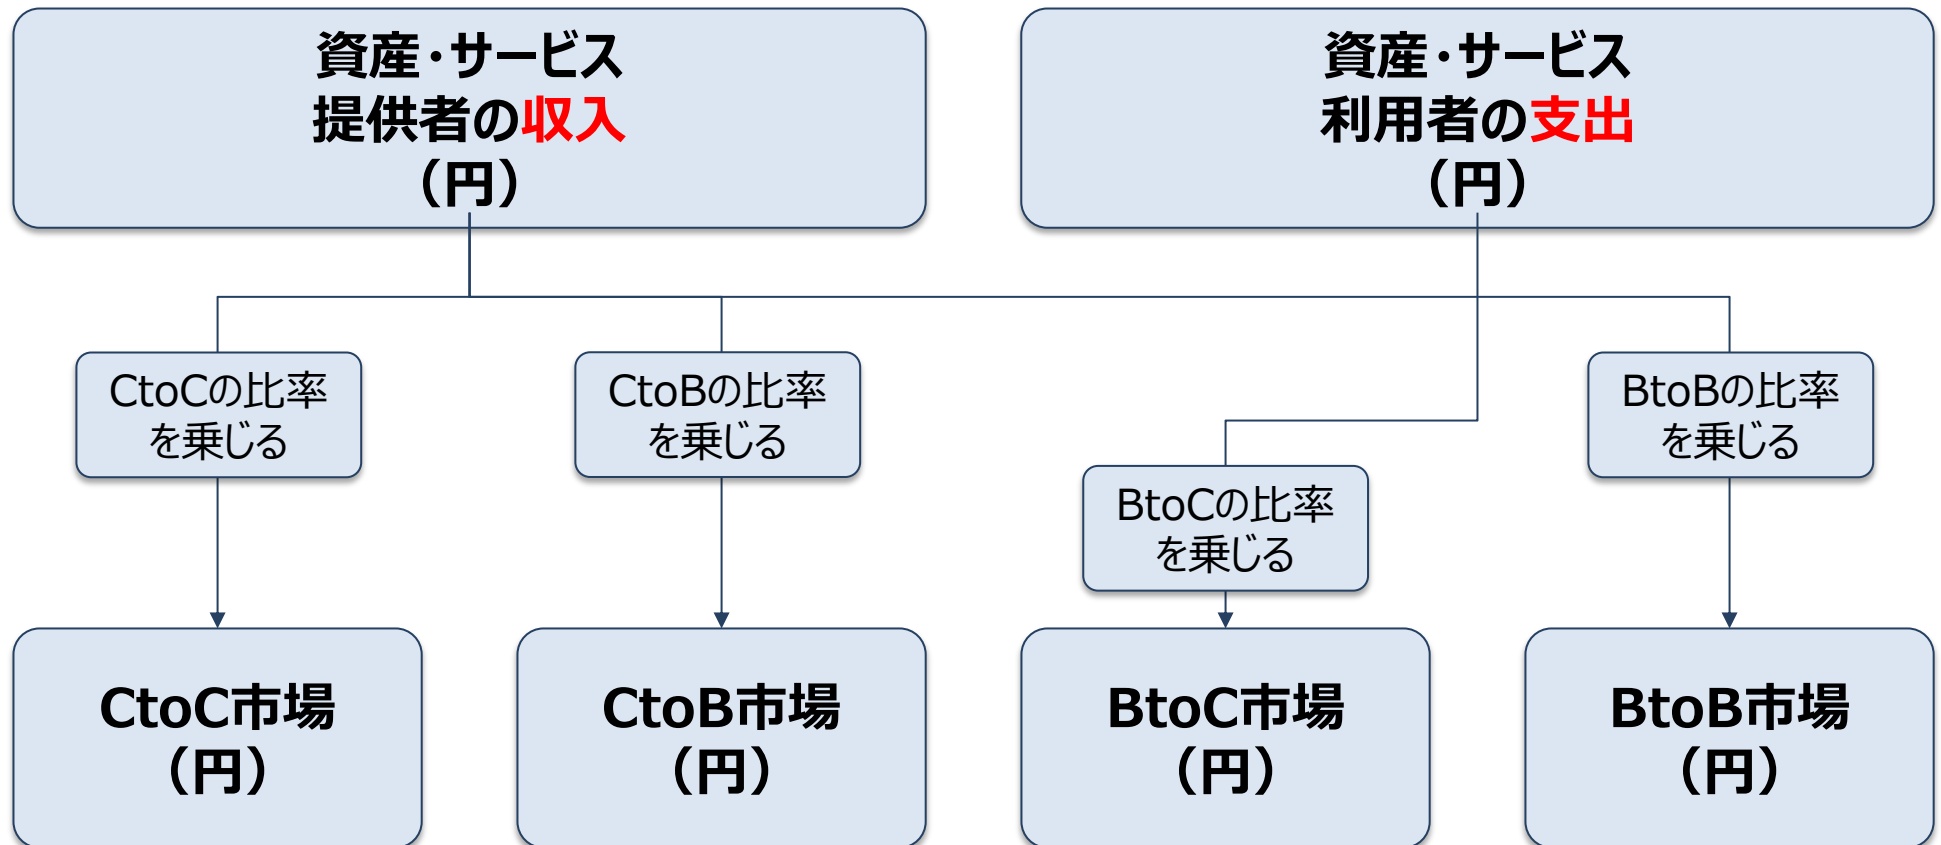 資産・サービス
提供者の収入
（円）
資産・サービス
利用者の支出
（円）
CtoCの比率
を乗じる
CtoBの比率
を乗じる
BtoBの比率
を乗じる
BtoCの比率
を乗じる
CtoC市場
（円）
CtoB市場
（円）
BtoC市場
（円）
BtoB市場
（円）